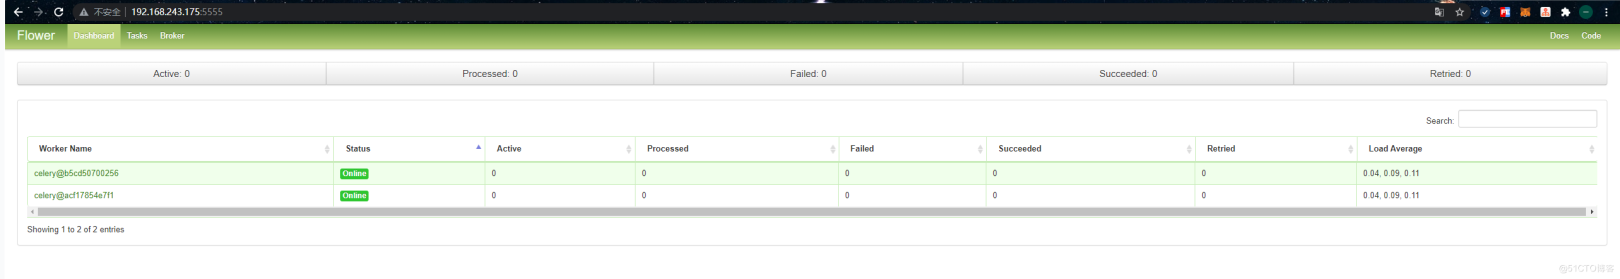 不安全 192.168.243.175:5555
Flower Dashboard Tasks Broker Docs Code
Active: 0 Processed: 0 Failed: 0 Succeeded: 0 Retried: 0
Search:
Worker Name Status Active Processed Failed Succeeded Retried Load Average
celery@b5cd50700256 Online 0 0 0 0 0 0.04, 0.09, 0.11
celery@acf17854e7f1 Online 0 0 0 0 0 0.04, 0.09, 0.11
Showing 1 to 2 of 2 entries
@51CTO博客